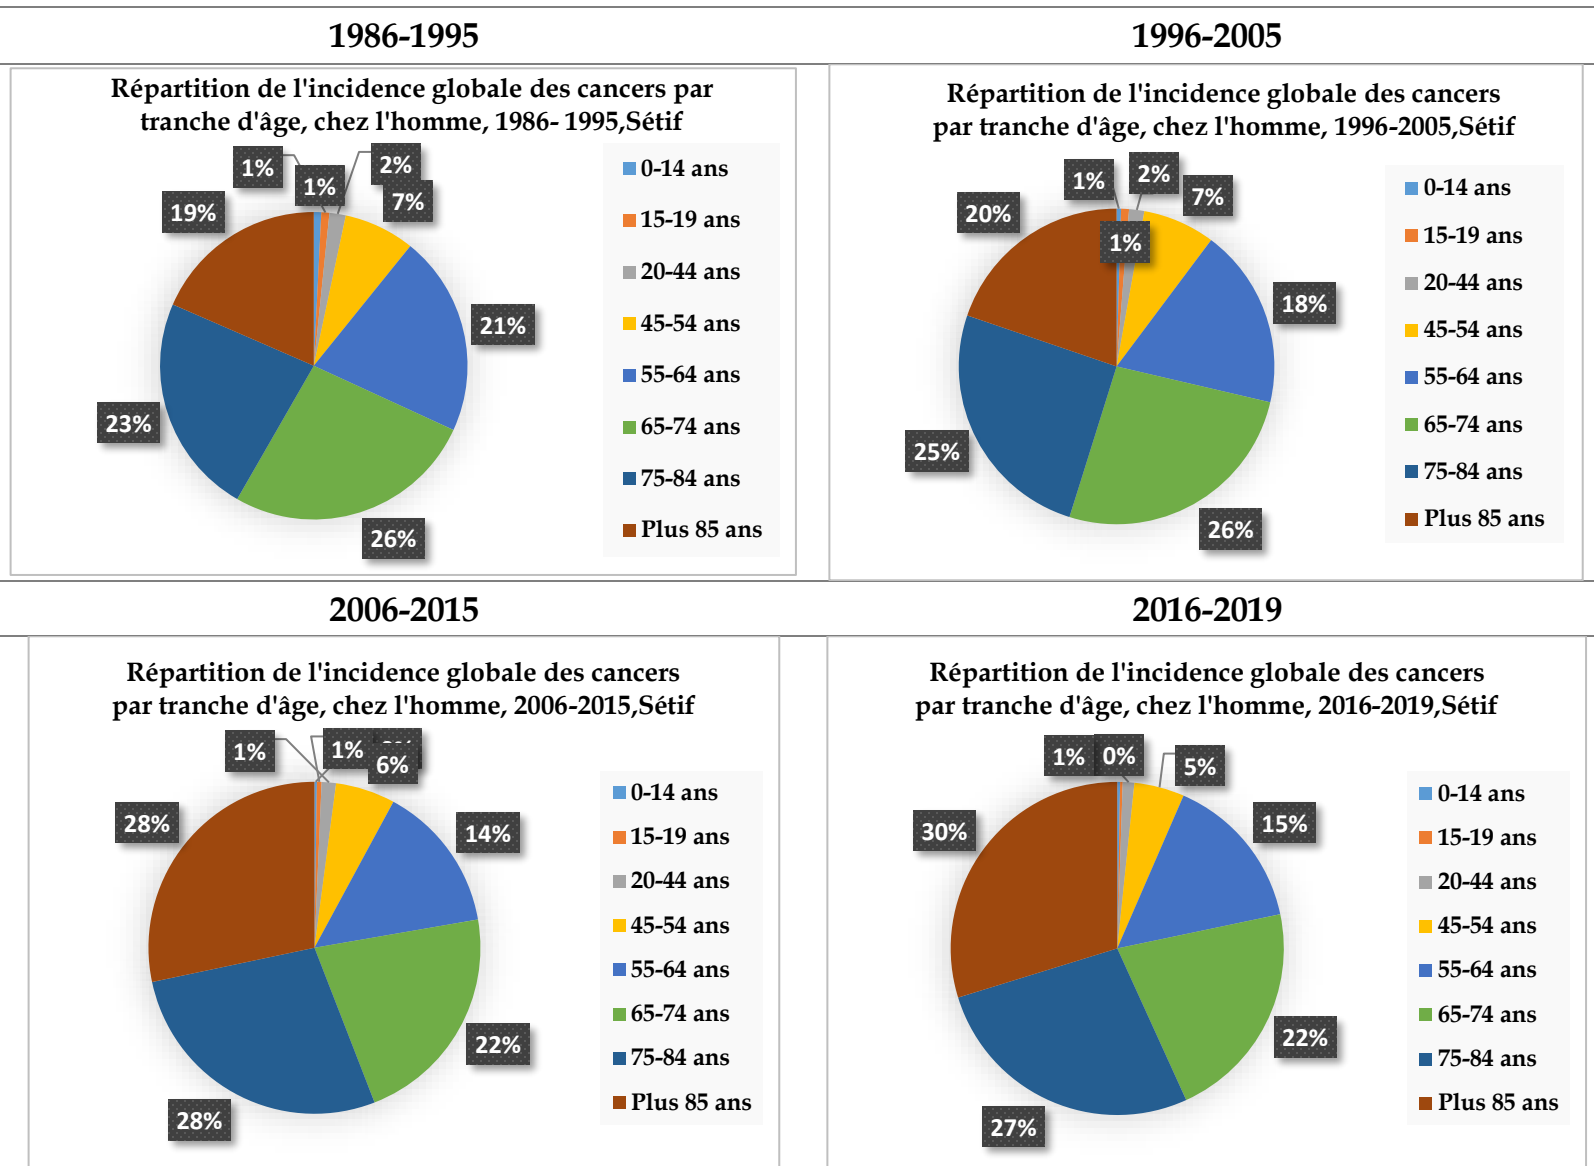 1986-1995
1996-2005
Répartition de l'incidence globale des cancers par
tranche d'âge, chez l'homme, 1986- 1995,Sétif
1%
1%
2%
7%
19%
21%
23%
26%
0-14 ans
15-19 ans
20-44 ans
45-54 ans
55-64 ans
65-74 ans
75-84 ans
Plus 85 ans
Répartition de l'incidence globale des cancers
par tranche d'âge, chez l'homme, 1996-2005,Sétif
1%
2%
7%
20%
1%
18%
25%
26%
0-14 ans
15-19 ans
20-44 ans
45-54 ans
55-64 ans
65-74 ans
75-84 ans
Plus 85 ans
2006-2015
2016-2019
Répartition de l'incidence globale des cancers
par tranche d'âge, chez l'homme, 2006-2015,Sétif
1%
1%
6%
28%
14%
22%
28%
0-14 ans
15-19 ans
20-44 ans
45-54 ans
55-64 ans
65-74 ans
75-84 ans
Plus 85 ans
Répartition de l'incidence globale des cancers
par tranche d'âge, chez l'homme, 2016-2019,Sétif
1%
0%
5%
30%
15%
22%
27%
0-14 ans
15-19 ans
20-44 ans
45-54 ans
55-64 ans
65-74 ans
75-84 ans
Plus 85 ans